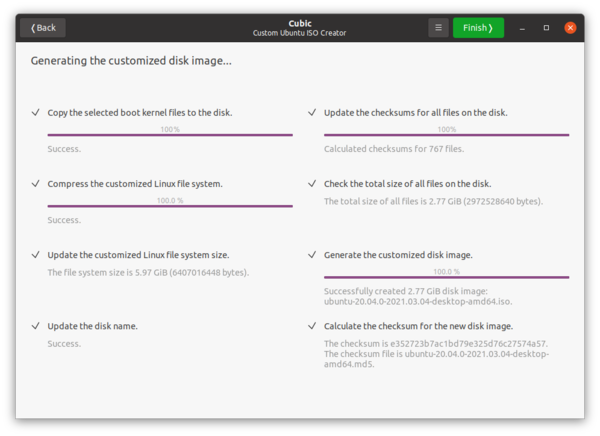 ❬Back
Cubic
Custom Ubuntu ISO Creator
Finish❭
Generating the customized disk image...
Copy the selected boot kernel files to the disk.
100%
Success.
Compress the customized Linux file system.
100.0 %
Success.
Update the customized Linux file system size.
The file system size is 5.97 GiB (6407016448 bytes).
Update the disk name.
Success.
Update the checksums for all files on the disk.
100%
Calculated checksums for 767 files.
Check the total size of all files on the disk.
The total size of all files is 2.77 GiB (2972528640 bytes).
Generate the customized disk image.
100.0 %
Successfully created 2.77 GiB disk image:
ubuntu-20.04.0-2021.03.04-desktop-amd64.iso.
Calculate the checksum for the new disk image.
The checksum is e352723b7ac1bd79e325d76c27574a57.
The checksum file is ubuntu-20.04.0-2021.03.04-desktop-
amd64.md5.